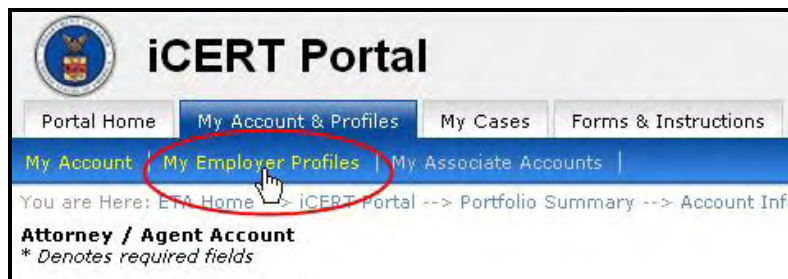 iCERT Portal
Portal Home My Account & Profiles My Cases Forms & Instructions
My Account | My Employer Profiles | My Associate Accounts |
You are Here: ETA Home --> iCERT Portal --> Portfolio Summary --> Account Inf
Attorney / Agent Account
* Denotes required fields